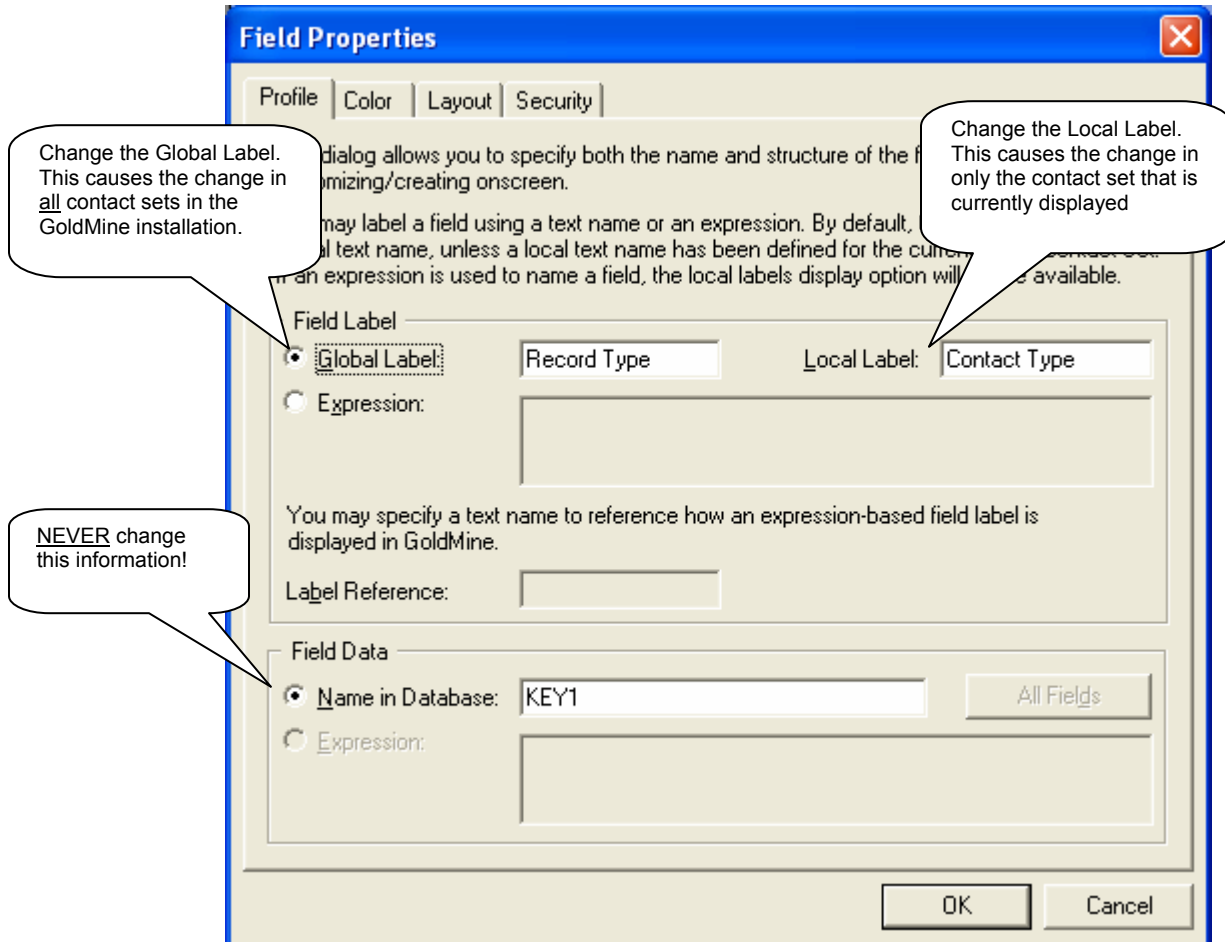 Field Properties
Profile
Color
Layout
Security
Change the Global Label.
This causes the change in
all contact sets in the
GoldMine installation.
Change the Local Label.
This causes the change in
only the contact set that is
currently displayed
dialog allows you to specify both the name and structure of the
onscreen.
may label a field using a text name or an expression. By default,
text name, unless a local text name has been defined for the
an expression is used to name a field, the local labels display option will available.
Field Label
Global Label:
Record Type
Local Label:
Contact Type
Expression:
You may specify a text name to reference how an expression-based field label is
displayed in GoldMine.
Label Reference:
NEVER change
this information!
Field Data
Name in Database:
KEY1
All Fields
Expression:
OK
Cancel